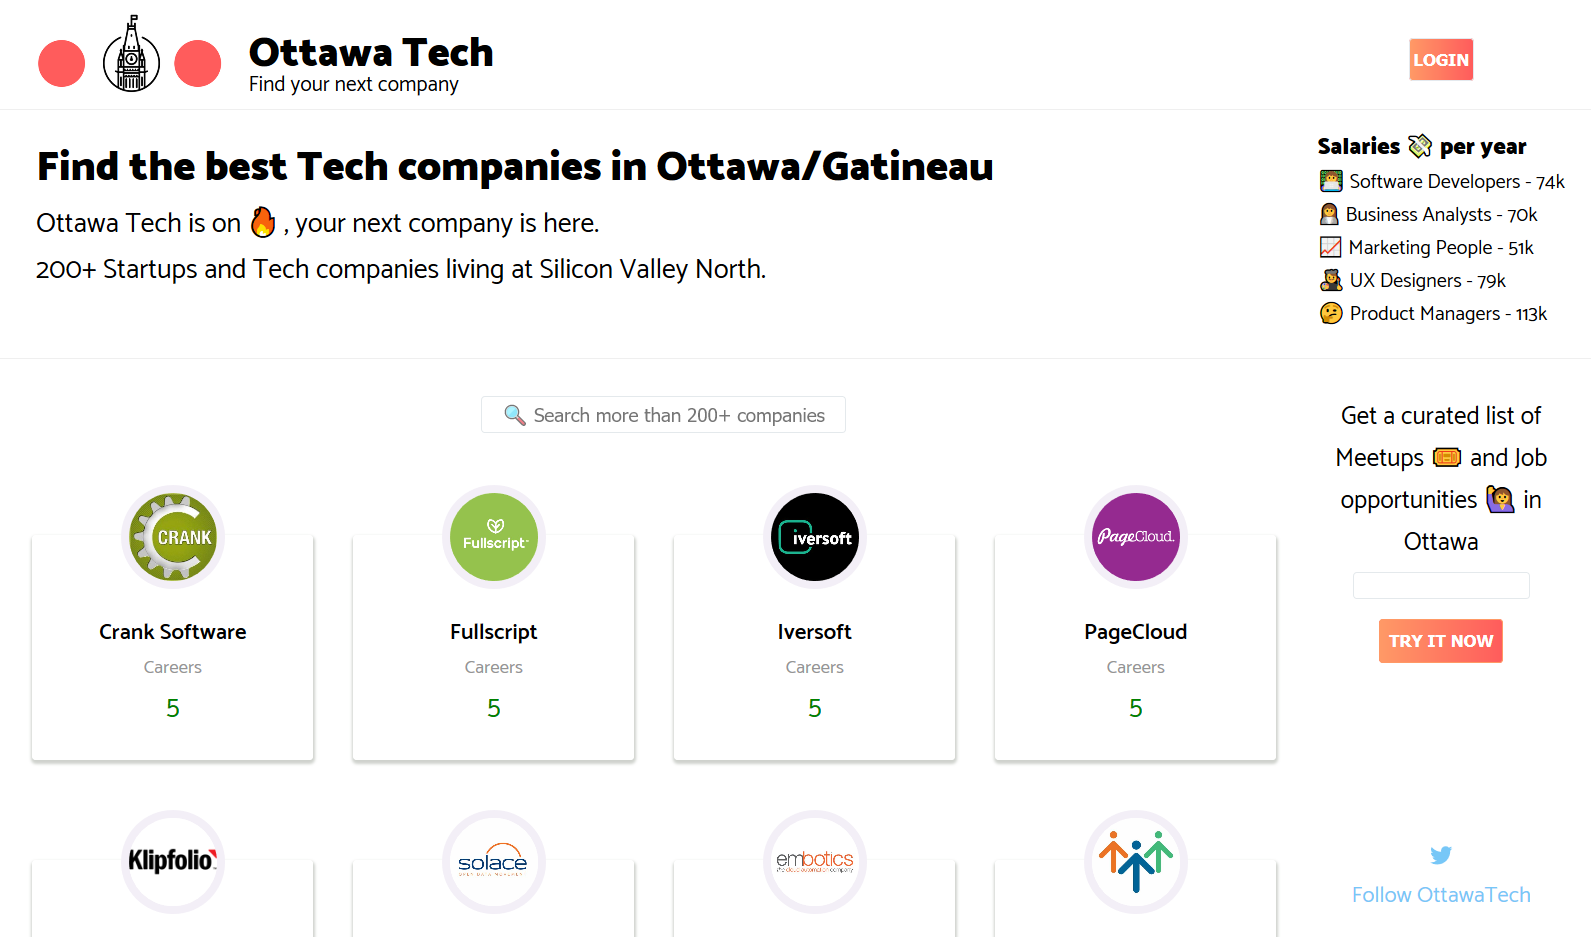 Ottawa Tech
Find your next company
LOGIN
Find the best Tech companies in Ottawa/Gatineau
Ottawa Tech is on 🔥 , your next company is here.
200+ Startups and Tech companies living at Silicon Valley North.
Salaries 💸 per year
👨‍💻 Software Developers - 74k
👩‍💼 Business Analysts - 70k
📈 Marketing People - 51k
👩‍🎨 UX Designers - 79k
🤔 Product Managers - 113k
🔍 Search more than 200+ companies
CRANK
Crank Software
Careers
5
Fullscript
Fullscript
Careers
5
iversoft
Iversoft
Careers
5
PageCloud.
PageCloud
Careers
5
Klipfolio
solace
embotics
the cloud automation company
Get a curated list of
Meetups 🎫 and Job
opportunities 🙋 in
Ottawa
TRY IT NOW
Follow OttawaTech